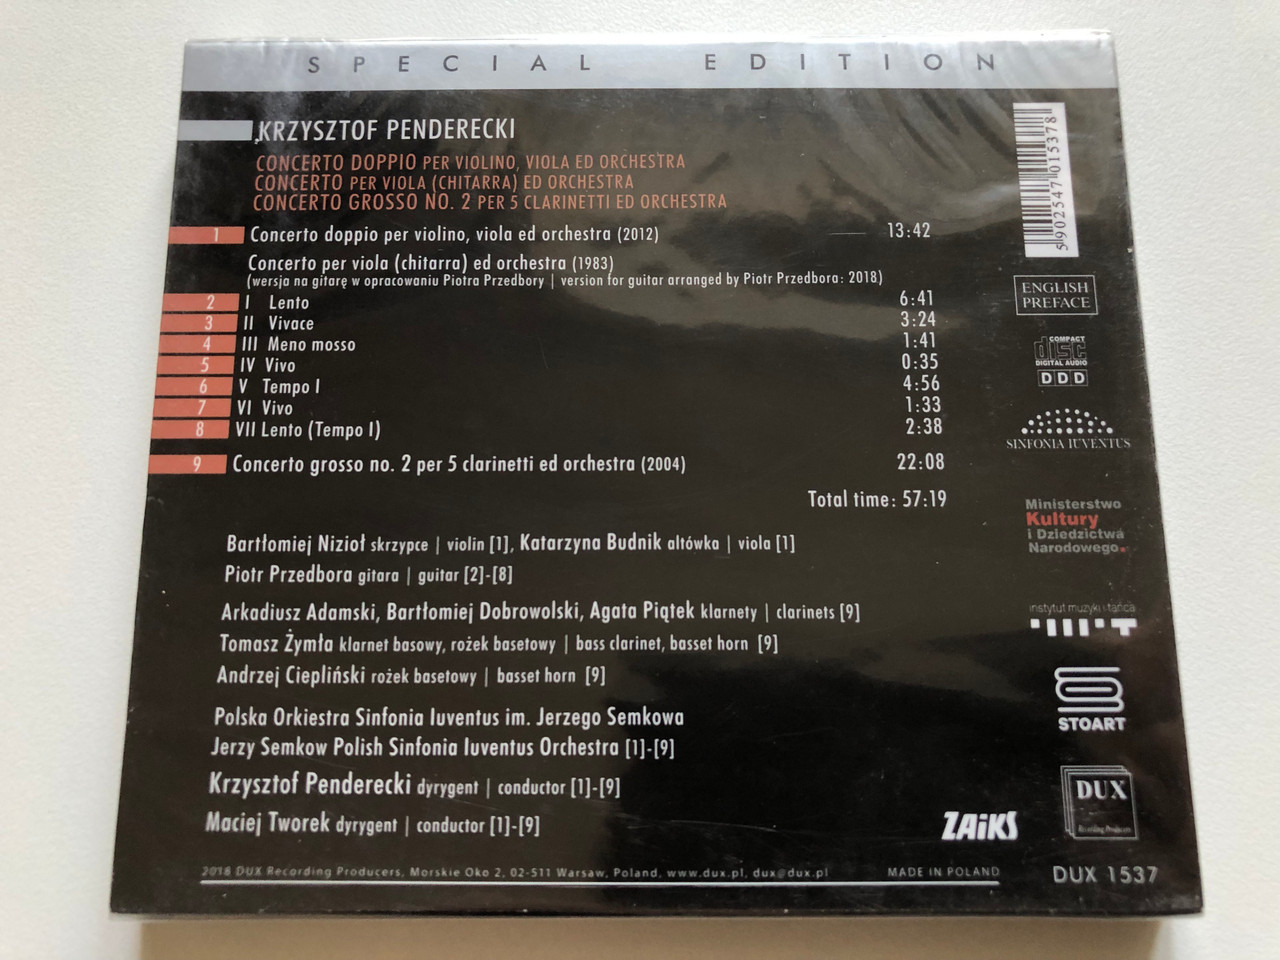 SPECIAL EDITION
KRZYSZTOF PENDERECKI
CONCERTO DOPPIO PER VIOLINO, VIOLA ED ORCHESTRA
CONCERTO PER VIOLA (CHITARRA) ED ORCHESTRA
CONCERTO GROSSO NO. 2 PER 5 CLARINETTI ED ORCHESTRA
1 Concerto doppio per violino, viola ed orchestra (2012) 13:42
Concerto per viola (chitarra) ed orchestra (1983)
(wersja na gitarę w opracowaniu Piotra Przedbory | version for guitar arranged by Piotr Przedbora: 2018)
2 I Lento 6:41
3 II Vivace 3:24
4 III Meno mosso 1:41
5 IV Vivo 0:35
6 V Tempo I 4:56
7 VI Vivo 1:33
8 VII Lento (Tempo I) 2:38
9 Concerto grosso no. 2 per 5 clarinetti ed orchestra (2004) 22:08
Total time: 57:19
Bartłomiej Nizioł skrzypce | violin [1], Katarzyna Budnik altówka | viola [1]
Piotr Przedbora gitara | guitar [2]-[8]
Arkadiusz Adamski, Bartłomiej Dobrowolski, Agata Piątek klarnety | clarinets [9]
Tomasz Żymła klarnet basowy, rożek basetowy | bass clarinet, basset horn [9]
Andrzej Ciepliński rożek basetowy | basset horn [9]
Polska Orkiestra Sinfonia Iuventus im. Jerzego Semkowa
Jerzy Semkow Polish Sinfonia Iuventus Orchestra [1]-[9]
Krzysztof Penderecki dyrygent | conductor [1]-[9]
Maciej Tworek dyrygent | conductor [1]-[9]
2018 DUX Recording Producers, Morskie Oko 2, 02-511 Warsaw, Poland, www.dux.pl, dux@dux.pl MADE IN POLAND
5 902547 015378
ENGLISH
PREFACE
COMPACT
disc
DIGITAL AUDIO
DDD
SINFONIA IUVENTUS
Ministerstwo
Kultury
i Dziedzictwa
Narodowego.
instytut muzyki i tańca
STOART
DUX
Recording Producers
ZAiKS
DUX 1537